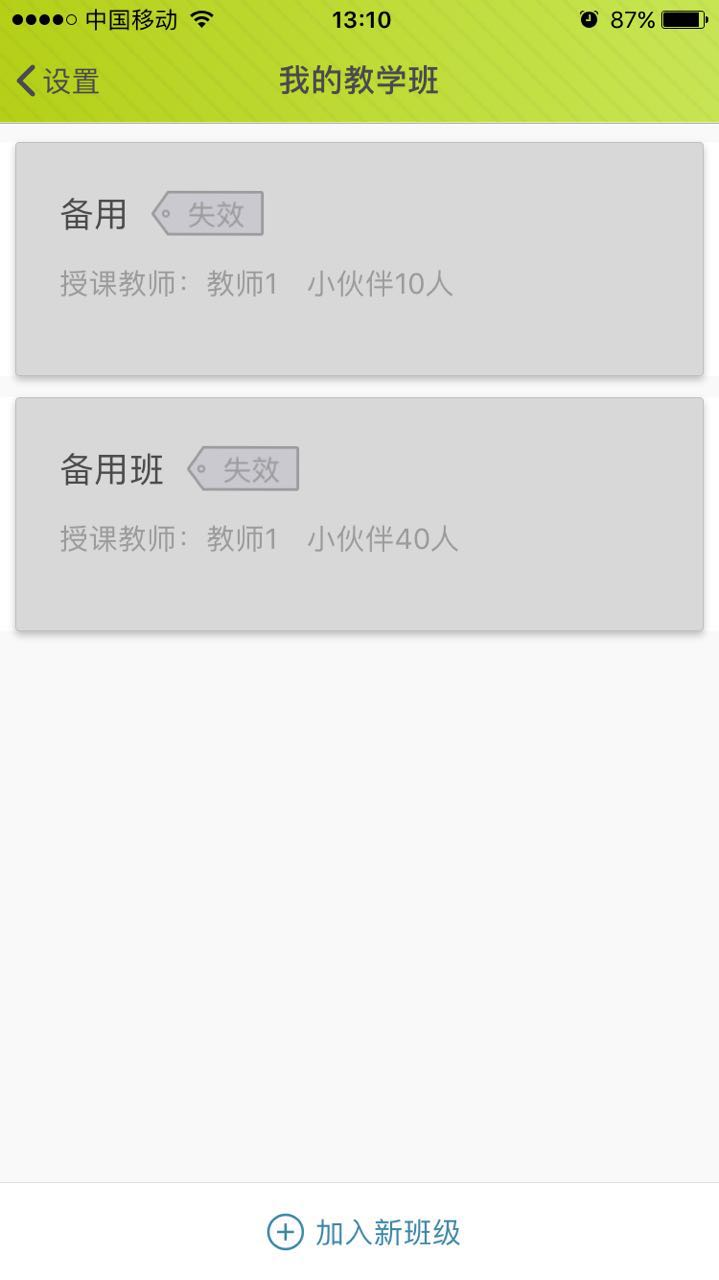 中国移动 13:10 87%
设置 我的教学班
备用 失效
授课教师：教师1 小伙伴10人
备用班 失效
授课教师：教师1 小伙伴40人
加入新班级